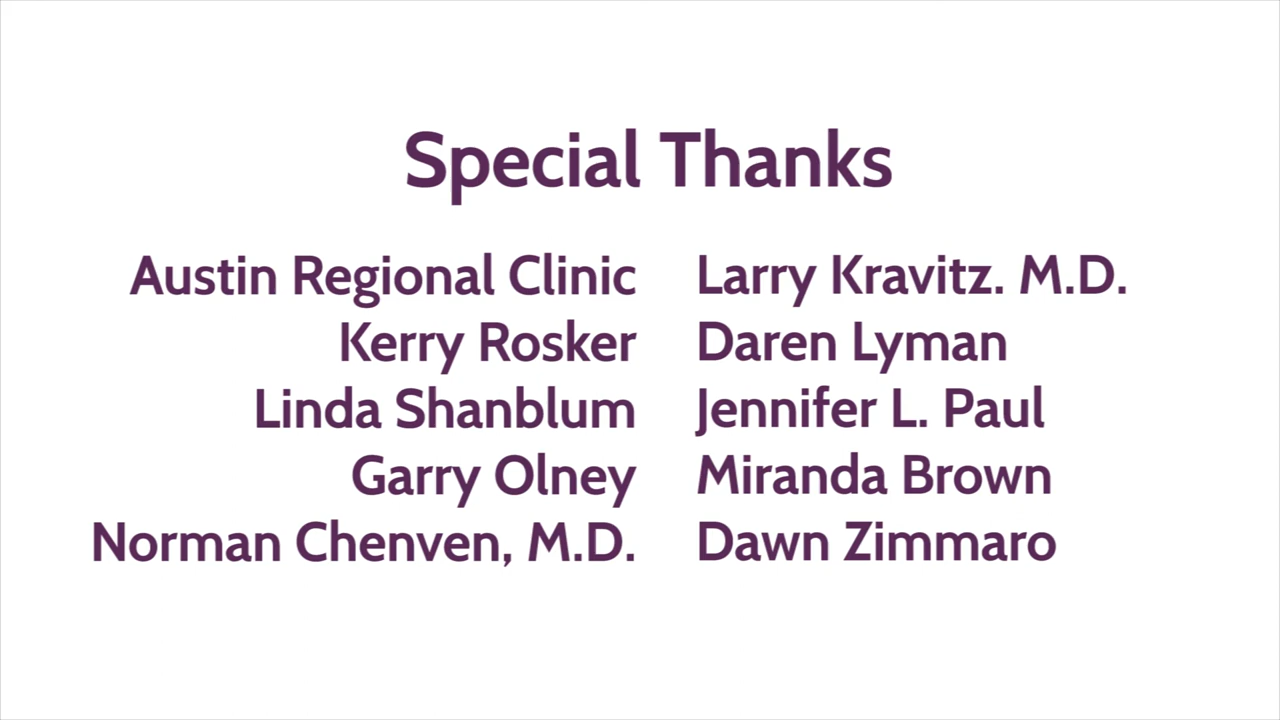 Special Thanks
Austin Regional Clinic
Kerry Rosker
Linda Shanblum
Garry Olney
Norman Chenven, M.D.
Larry Kravitz. M.D.
Daren Lyman
Jennifer L. Paul
Miranda Brown
Dawn Zimmaro